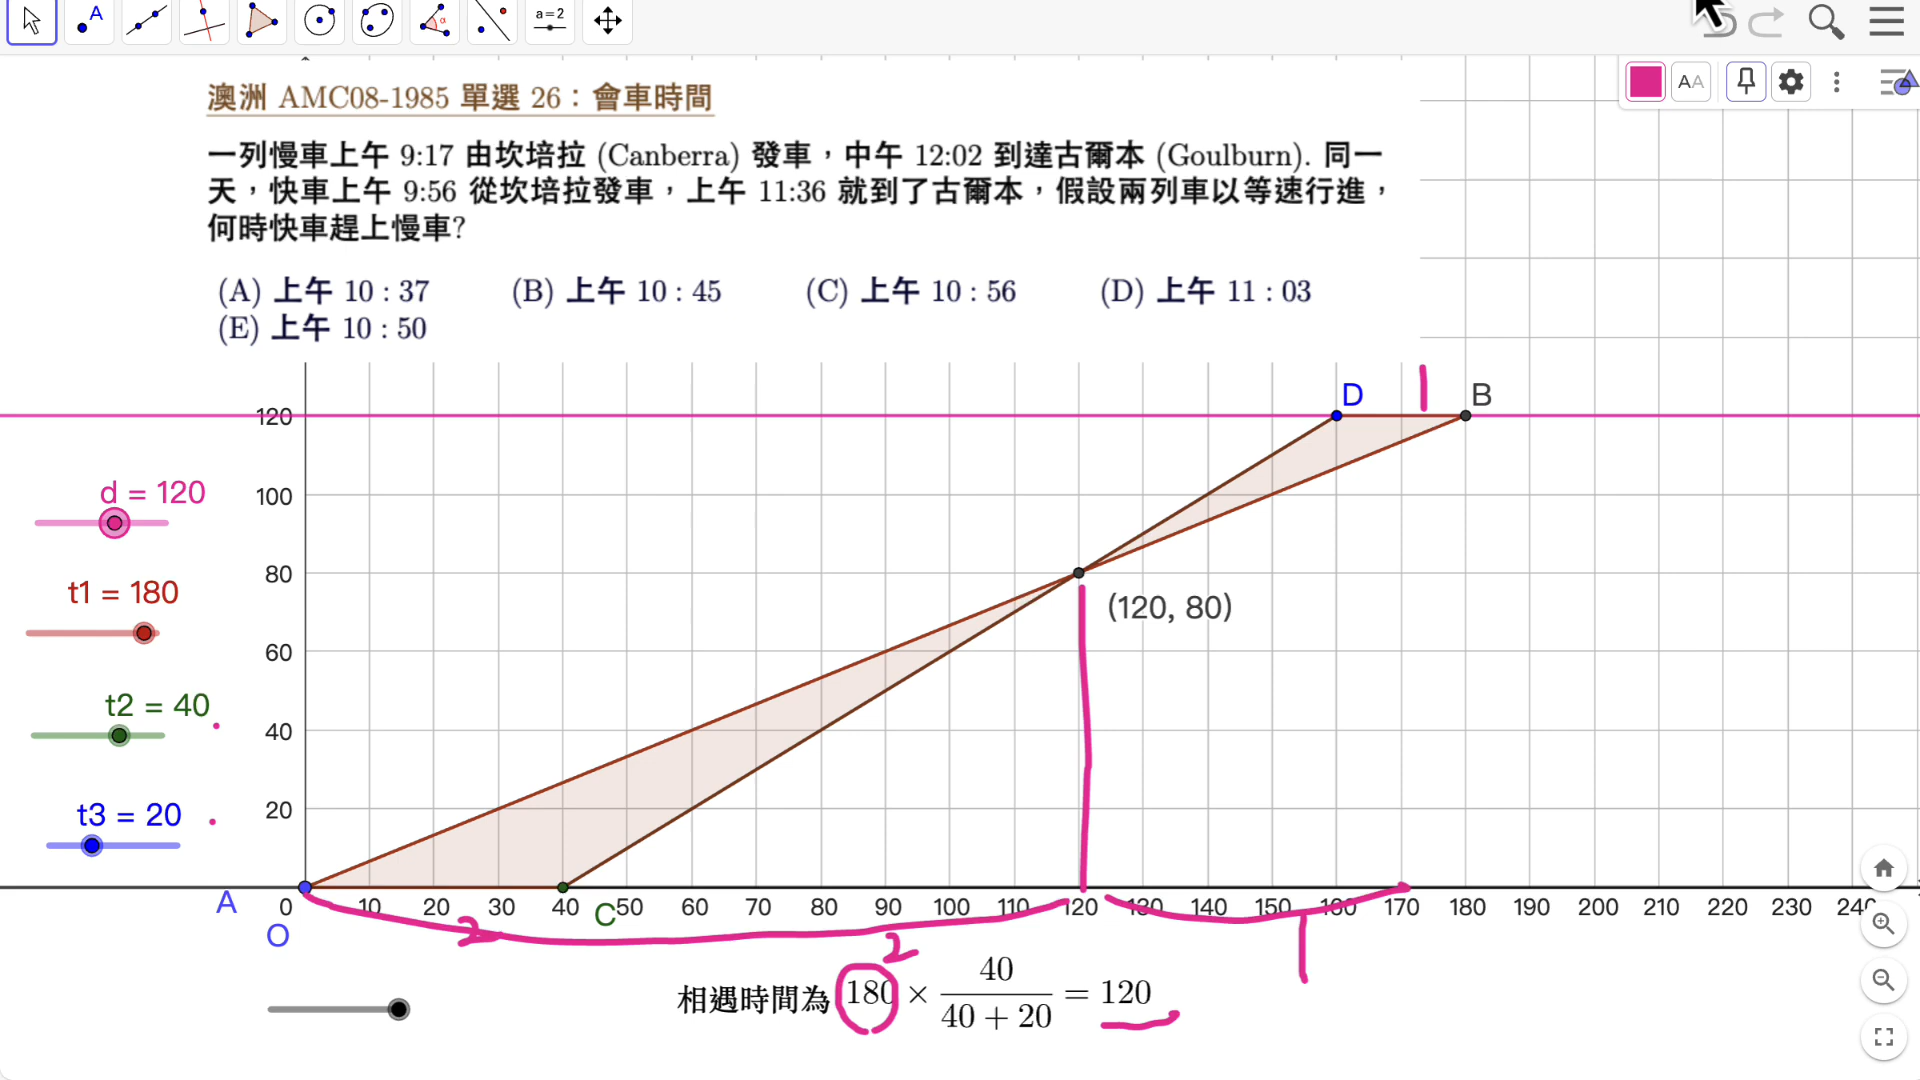 A
α
a=2
AA
澳洲 AMC08-1985 單選 26：會車時間
一列慢車上午 9:17 由坎培拉 (Canberra) 發車，中午 12:02 到達古爾本 (Goulburn). 同一
天，快車上午 9:56 從坎培拉發車，上午 11:36 就到了古爾本，假設兩列車以等速行進，
何時快車趕上慢車?
(A) 上午 10 : 37 (B) 上午 10 : 45 (C) 上午 10 : 56 (D) 上午 11 : 03
(E) 上午 10 : 50
D B 1
120
d = 120
100
t1 = 180
80
(120, 80)
60
t2 = 40
40
t3 = 20
20
A
0 10 20 30 40 50 60 70 80 90 100 110 120 130 140 150 160 170 180 190 200 210 220 230 240
C
O
2
1
相遇時間為 180 × 40 / (40 + 20) = 120